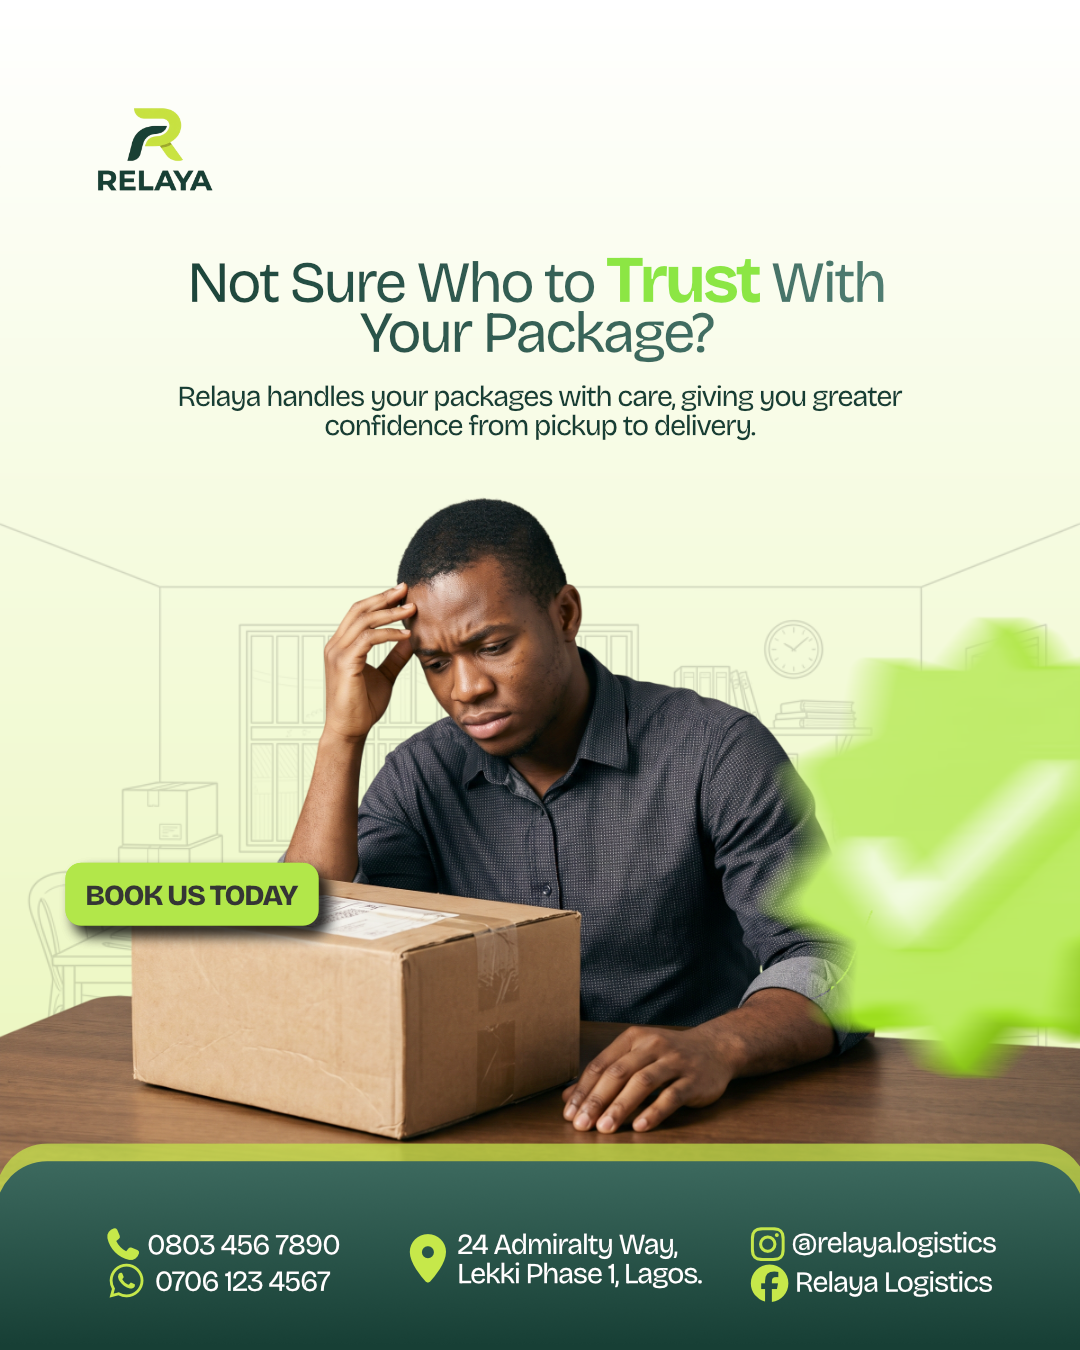 RELAYA
Not Sure Who to Trust With
Your Package?
Relaya handles your packages with care, giving you greater
confidence from pickup to delivery.
BOOK US TODAY
0803 456 7890
0706 123 4567
24 Admiralty Way,
Lekki Phase 1, Lagos.
@relaya.logistics
Relaya Logistics